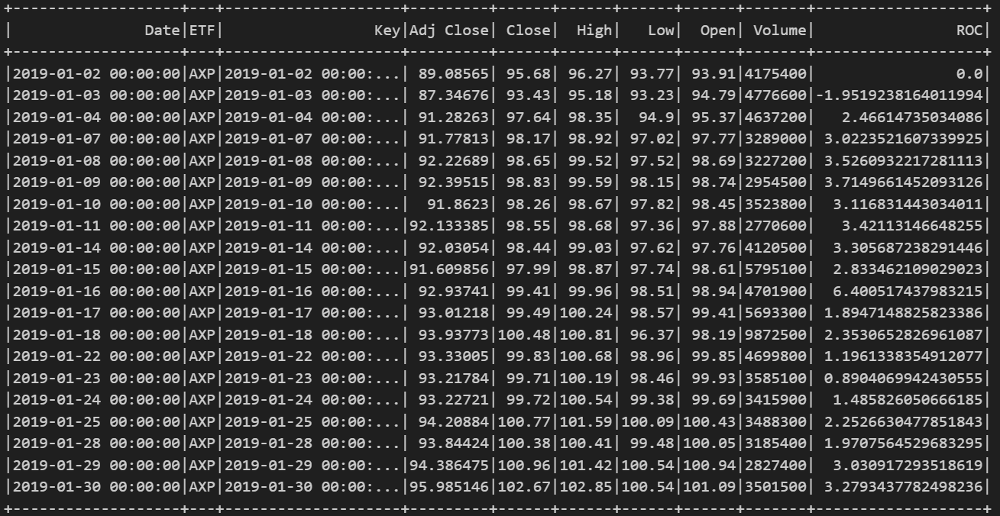 +-------------------+---+--------------------+---------+------+------+------+------+-------+-------------------+
|               Date|ETF|                 Key|Adj Close| Close|  High|   Low|  Open| Volume|                ROC|
+-------------------+---+--------------------+---------+------+------+------+------+-------+-------------------+
|2019-01-02 00:00:00|AXP|2019-01-02 00:00:...| 89.08565| 95.68| 96.27| 93.77| 93.91|4175400|                0.0|
|2019-01-03 00:00:00|AXP|2019-01-03 00:00:...| 87.34676| 93.43| 95.18| 93.23| 94.79|4776600|-1.9519238164011994|
|2019-01-04 00:00:00|AXP|2019-01-04 00:00:...| 91.28263| 97.64| 98.35|  94.9| 95.37|4637200|   2.46614735034086|
|2019-01-07 00:00:00|AXP|2019-01-07 00:00:...| 91.77813| 98.17| 98.92| 97.02| 97.77|3289000| 3.0223521607339925|
|2019-01-08 00:00:00|AXP|2019-01-08 00:00:...| 92.22689| 98.65| 99.52| 97.52| 98.69|3227200| 3.5260932217281113|
|2019-01-09 00:00:00|AXP|2019-01-09 00:00:...| 92.39515| 98.83| 99.59| 98.15| 98.74|2954500| 3.7149661452093126|
|2019-01-10 00:00:00|AXP|2019-01-10 00:00:...|  91.8623| 98.26| 98.67| 97.82| 98.45|3523800|  3.116831443034011|
|2019-01-11 00:00:00|AXP|2019-01-11 00:00:...|92.133385| 98.55| 98.68| 97.36| 97.88|2770600|   3.42113146648255|
|2019-01-14 00:00:00|AXP|2019-01-14 00:00:...| 92.03054| 98.44| 99.03| 97.62| 97.76|4120500|  3.305687238291446|
|2019-01-15 00:00:00|AXP|2019-01-15 00:00:...|91.609856| 97.99| 98.87| 97.74| 98.61|5795100|  2.833462109029023|
|2019-01-16 00:00:00|AXP|2019-01-16 00:00:...| 92.93741| 99.41| 99.96| 98.51| 98.94|4701900|  6.400517437983215|
|2019-01-17 00:00:00|AXP|2019-01-17 00:00:...| 93.01218| 99.49|100.24| 98.57| 99.41|5693300| 1.8947148825823386|
|2019-01-18 00:00:00|AXP|2019-01-18 00:00:...| 93.93773|100.48|100.81| 96.37| 98.19|9872500| 2.3530652826961087|
|2019-01-22 00:00:00|AXP|2019-01-22 00:00:...| 93.33005| 99.83|100.68| 98.96| 99.85|4699800| 1.1961338354912077|
|2019-01-23 00:00:00|AXP|2019-01-23 00:00:...| 93.21784| 99.71|100.19| 98.46| 99.93|3585100| 0.8904069942430555|
|2019-01-24 00:00:00|AXP|2019-01-24 00:00:...| 93.22721| 99.72|100.54| 99.38| 99.69|3415900|  1.485826050666185|
|2019-01-25 00:00:00|AXP|2019-01-25 00:00:...| 94.20884|100.77|101.59|100.09|100.43|3488300| 2.2526630477851843|
|2019-01-28 00:00:00|AXP|2019-01-28 00:00:...| 93.84424|100.38|100.41| 99.48|100.05|3185400| 1.9707564529683295|
|2019-01-29 00:00:00|AXP|2019-01-29 00:00:...|94.386475|100.96|101.42|100.54|100.94|2827400|  3.030917293518619|
|2019-01-30 00:00:00|AXP|2019-01-30 00:00:...|95.985146|102.67|102.85|100.54|101.09|3501500| 3.2793437782498236|
+-------------------+---+--------------------+---------+------+------+------+------+-------+-------------------+